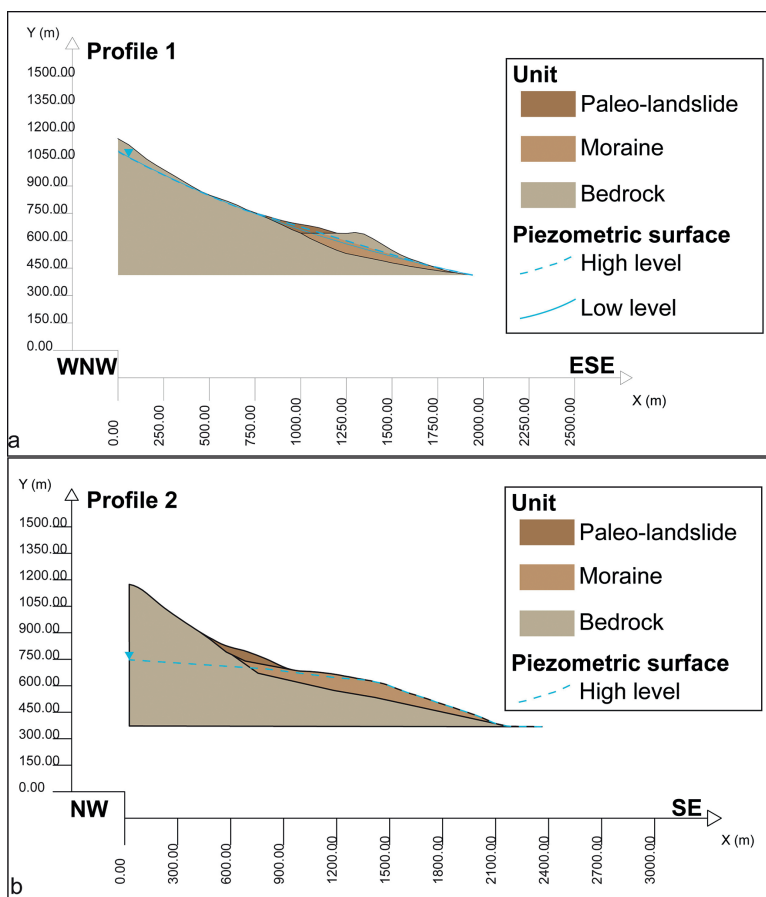 Y (m)
Profile 1
1500.00
1350.00
1200.00
1050.00
900.00
750.00
600.00
450.00
300.00
150.00
0.00
WNW
ESE
X (m)
0.00
250.00
500.00
750.00
1000.00
1250.00
1500.00
1750.00
2000.00
2250.00
2500.00
Unit
Paleo-landslide
Moraine
Bedrock
Piezometric surface
High level
Low level
a
Y (m)
Profile 2
1500.00
1350.00
1200.00
1050.00
900.00
750.00
600.00
450.00
300.00
150.00
0.00
NW
SE
X (m)
0.00
300.00
600.00
900.00
1200.00
1500.00
1800.00
2100.00
2400.00
2700.00
3000.00
Unit
Paleo-landslide
Moraine
Bedrock
Piezometric surface
High level
b